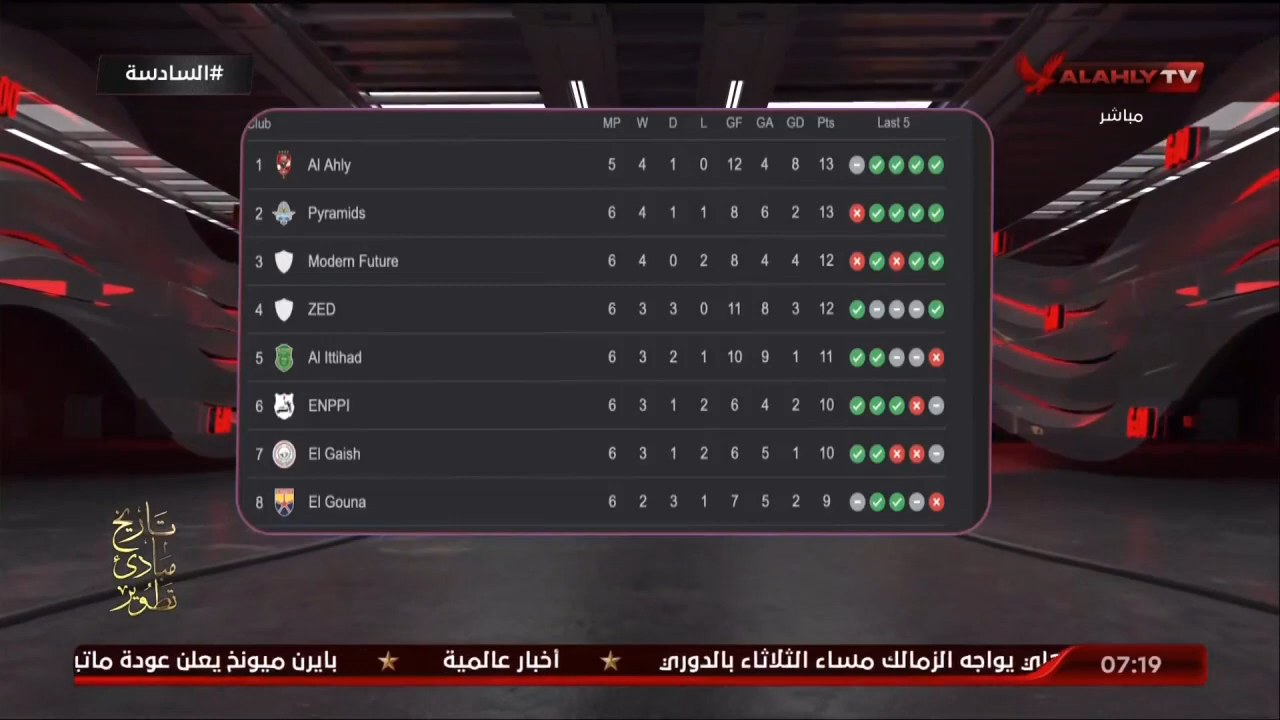 #السادسة
ALAHLY TV
مباشر
Club MP W D L GF GA GD Pts Last 5
1 Al Ahly 5 4 1 0 12 4 8 13
2 Pyramids 6 4 1 1 8 6 2 13
3 Modern Future 6 4 0 2 8 4 4 12
4 ZED 6 3 3 0 11 8 3 12
5 Al Ittihad 6 3 2 1 10 9 1 11
6 ENPPI 6 3 1 2 6 4 2 10
7 El Gaish 6 3 1 2 6 5 1 10
8 El Gouna 6 2 3 1 7 5 2 9
تاريخ
مبادئ
تطوير
يواجه الزمالك مساء الثلاثاء بالدوري ★ أخبار عالمية ★ بايرن ميونخ يعلن عودة
07:19